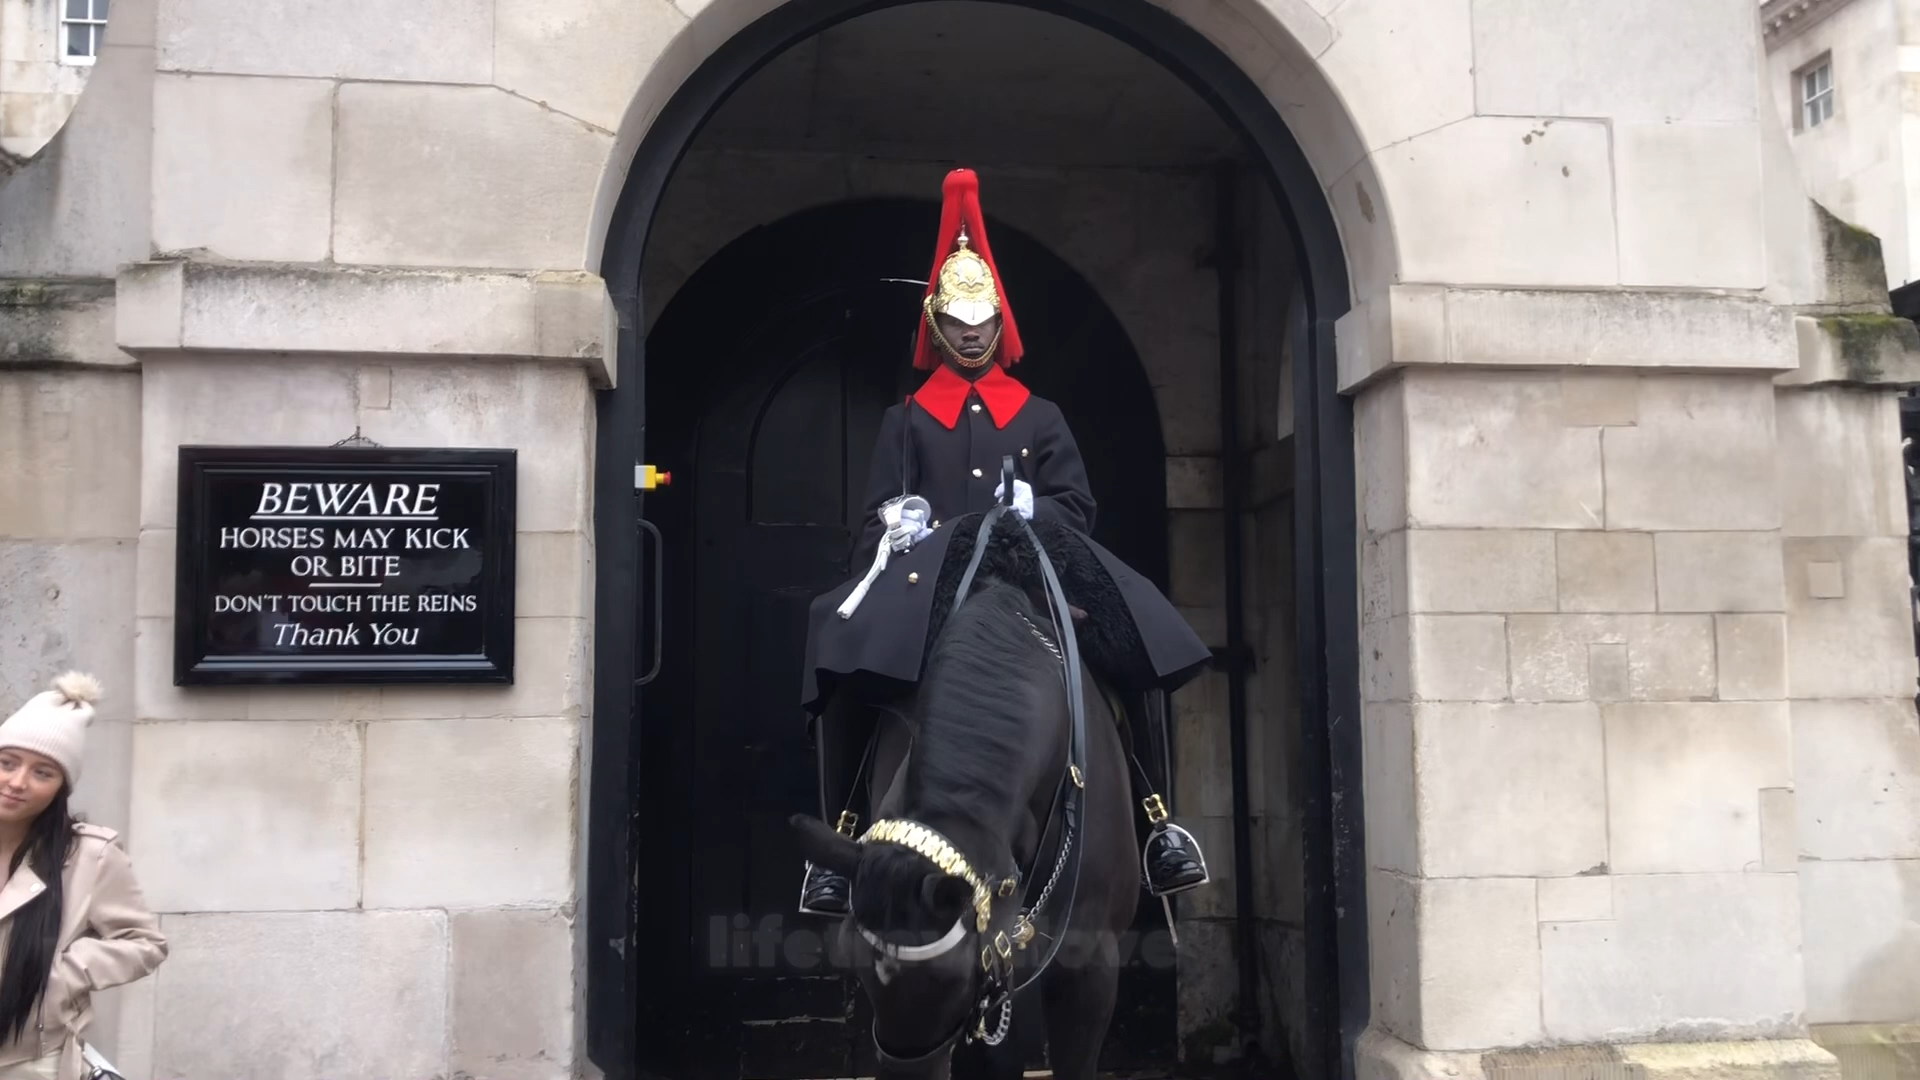 BEWARE
HORSES MAY KICK
OR BITE
DON'T TOUCH THE REINS
Thank You